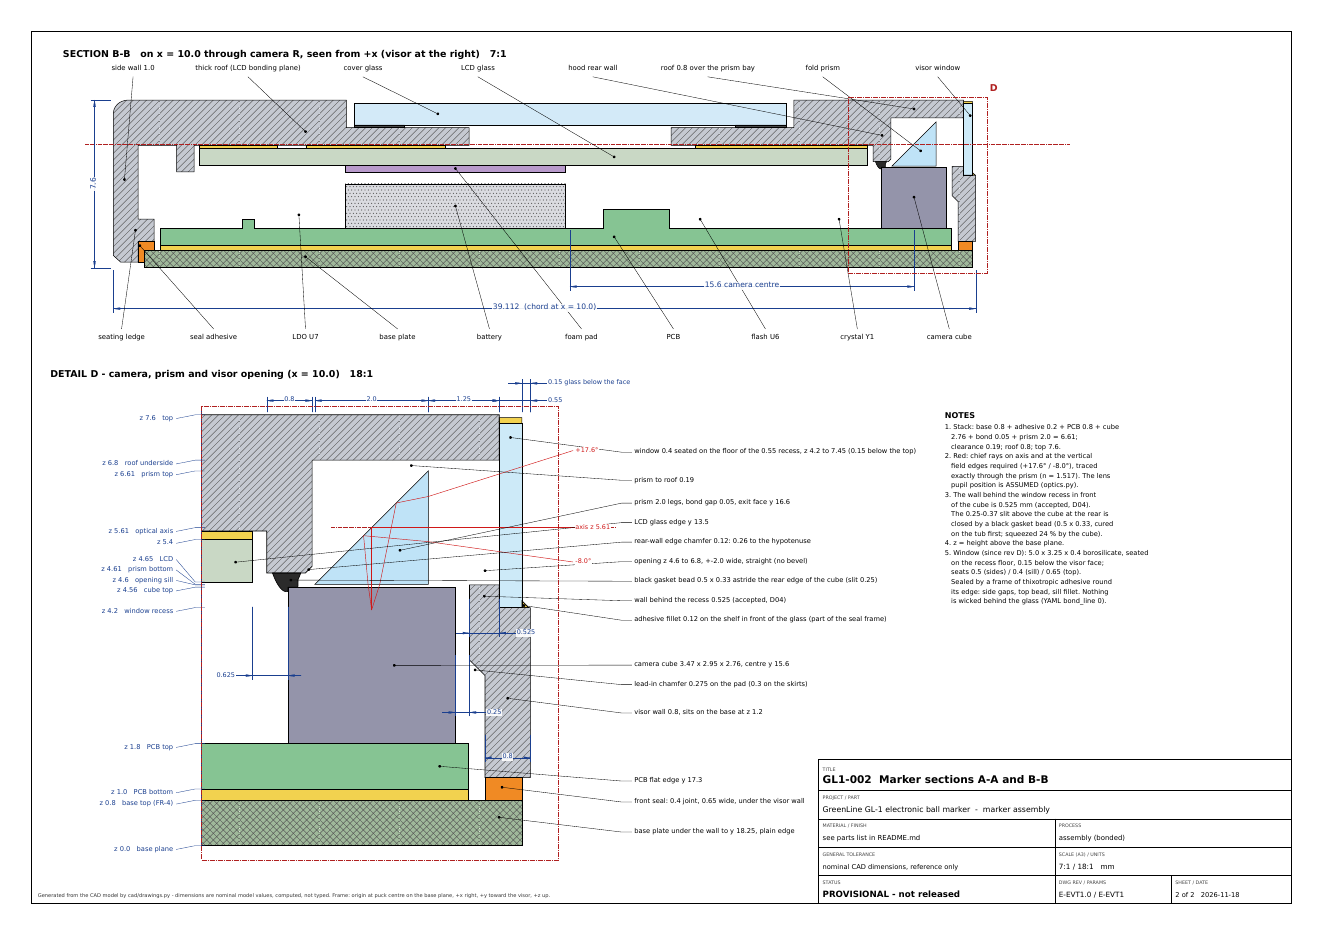 SECTION B-B   on x = 10.0 through camera R, seen from +x (visor at the right)   7:1
side wall 1.0
thick roof (LCD bonding plane)
cover glass
LCD glass
hood rear wall
roof 0.8 over the prism bay
fold prism
visor window
D
7.6
15.6 camera centre
39.112  (chord at x = 10.0)
seating ledge
seal adhesive
LDO U7
base plate
battery
foam pad
PCB
flash U6
crystal Y1
camera cube
DETAIL D - camera, prism and visor opening (x = 10.0)   18:1
0.15 glass below the face
0.8
2.0
1.25
0.55
z 7.6   top
z 6.8   roof underside
z 6.61   prism top
z 5.61   optical axis
z 5.4
z 4.65   LCD
z 4.61   prism bottom
z 4.6   opening sill
z 4.56   cube top
z 4.2   window recess
z 1.8   PCB top
z 1.0   PCB bottom
z 0.8   base top (FR-4)
z 0.0   base plane
+17.6°
axis z 5.61
-8.0°
0.525
0.625
0.25
0.8
window 0.4 seated on the floor of the 0.55 recess, z 4.2 to 7.45 (0.15 below the top)
prism to roof 0.19
prism 2.0 legs, bond gap 0.05, exit face y 16.6
LCD glass edge y 13.5
rear-wall edge chamfer 0.12: 0.26 to the hypotenuse
opening z 4.6 to 6.8, +-2.0 wide, straight (no bevel)
black gasket bead 0.5 x 0.33 astride the rear edge of the cube (slit 0.25)
wall behind the recess 0.525 (accepted, D04)
adhesive fillet 0.12 on the shelf in front of the glass (part of the seal frame)
camera cube 3.47 x 2.95 x 2.76, centre y 15.6
lead-in chamfer 0.275 on the pad (0.3 on the skirts)
visor wall 0.8, sits on the base at z 1.2
PCB flat edge y 17.3
front seal: 0.4 joint, 0.65 wide, under the visor wall
base plate under the wall to y 18.25, plain edge
NOTES
1. Stack: base 0.8 + adhesive 0.2 + PCB 0.8 + cube
2.76 + bond 0.05 + prism 2.0 = 6.61;
clearance 0.19; roof 0.8; top 7.6.
2. Red: chief rays on axis and at the vertical
field edges required (+17.6° / -8.0°), traced
exactly through the prism (n = 1.517). The lens
pupil position is ASSUMED (optics.py).
3. The wall behind the window recess in front
of the cube is 0.525 mm (accepted, D04).
The 0.25-0.37 slit above the cube at the rear is
closed by a black gasket bead (0.5 x 0.33, cured
on the tub first; squeezed 24 % by the cube).
4. z = height above the base plane.
5. Window (since rev D): 5.0 x 3.25 x 0.4 borosilicate, seated
on the recess floor, 0.15 below the visor face;
seats 0.5 (sides) / 0.4 (sill) / 0.65 (top).
Sealed by a frame of thixotropic adhesive round
its edge: side gaps, top bead, sill fillet. Nothing
is wicked behind the glass (YAML bond_line 0).
TITLE
GL1-002  Marker sections A-A and B-B
PROJECT / PART
GreenLine GL-1 electronic ball marker  -  marker assembly
MATERIAL / FINISH
see parts list in README.md
PROCESS
assembly (bonded)
GENERAL TOLERANCE
nominal CAD dimensions, reference only
SCALE (A3) / UNITS
7:1 / 18:1   mm
STATUS
PROVISIONAL - not released
DWG REV / PARAMS
E-EVT1.0 / E-EVT1
SHEET / DATE
2 of 2   2026-11-18
Generated from the CAD model by cad/drawings.py - dimensions are nominal model values, computed, not typed. Frame: origin at puck centre on the base plane, +x right, +y toward the visor, +z up.